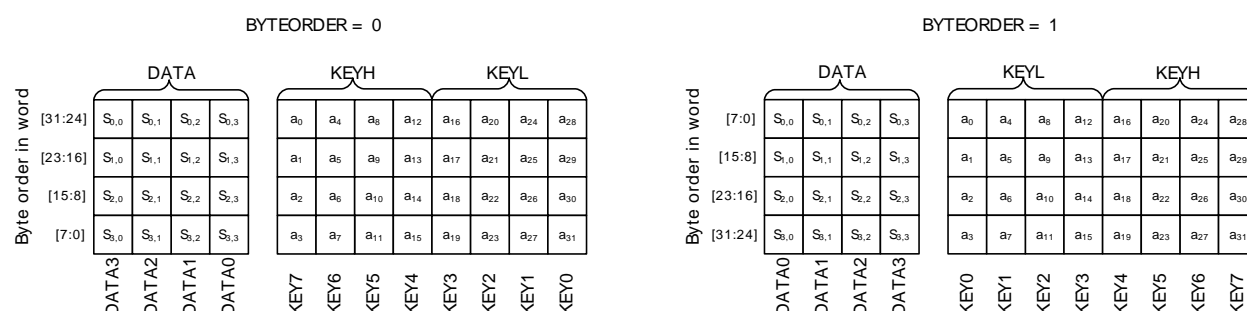 BYTEORDER = 0
DATA KEYH KEYL
Byte order in word
[31:24] S0,0 S0,1 S0,2 S0,3 a0 a4 a8 a12 a16 a20 a24 a28
[23:16] S1,0 S1,1 S1,2 S1,3 a1 a5 a9 a13 a17 a21 a25 a29
[15:8] S2,0 S2,1 S2,2 S2,3 a2 a6 a10 a14 a18 a22 a26 a30
[7:0] S3,0 S3,1 S3,2 S3,3 a3 a7 a11 a15 a19 a23 a27 a31
DATA3 DATA2 DATA1 DATA0 KEY7 KEY6 KEY5 KEY4 KEY3 KEY2 KEY1 KEY0
BYTEORDER = 1
DATA KEYL KEYH
Byte order in word
[7:0] S0,0 S0,1 S0,2 S0,3 a0 a4 a8 a12 a16 a20 a24 a28
[15:8] S1,0 S1,1 S1,2 S1,3 a1 a5 a9 a13 a17 a21 a25 a29
[23:16] S2,0 S2,1 S2,2 S2,3 a2 a6 a10 a14 a18 a22 a26 a30
[31:24] S3,0 S3,1 S3,2 S3,3 a3 a7 a11 a15 a19 a23 a27 a31
DATA0 DATA1 DATA2 DATA3 KEY0 KEY1 KEY2 KEY3 KEY4 KEY5 KEY6 KEY7